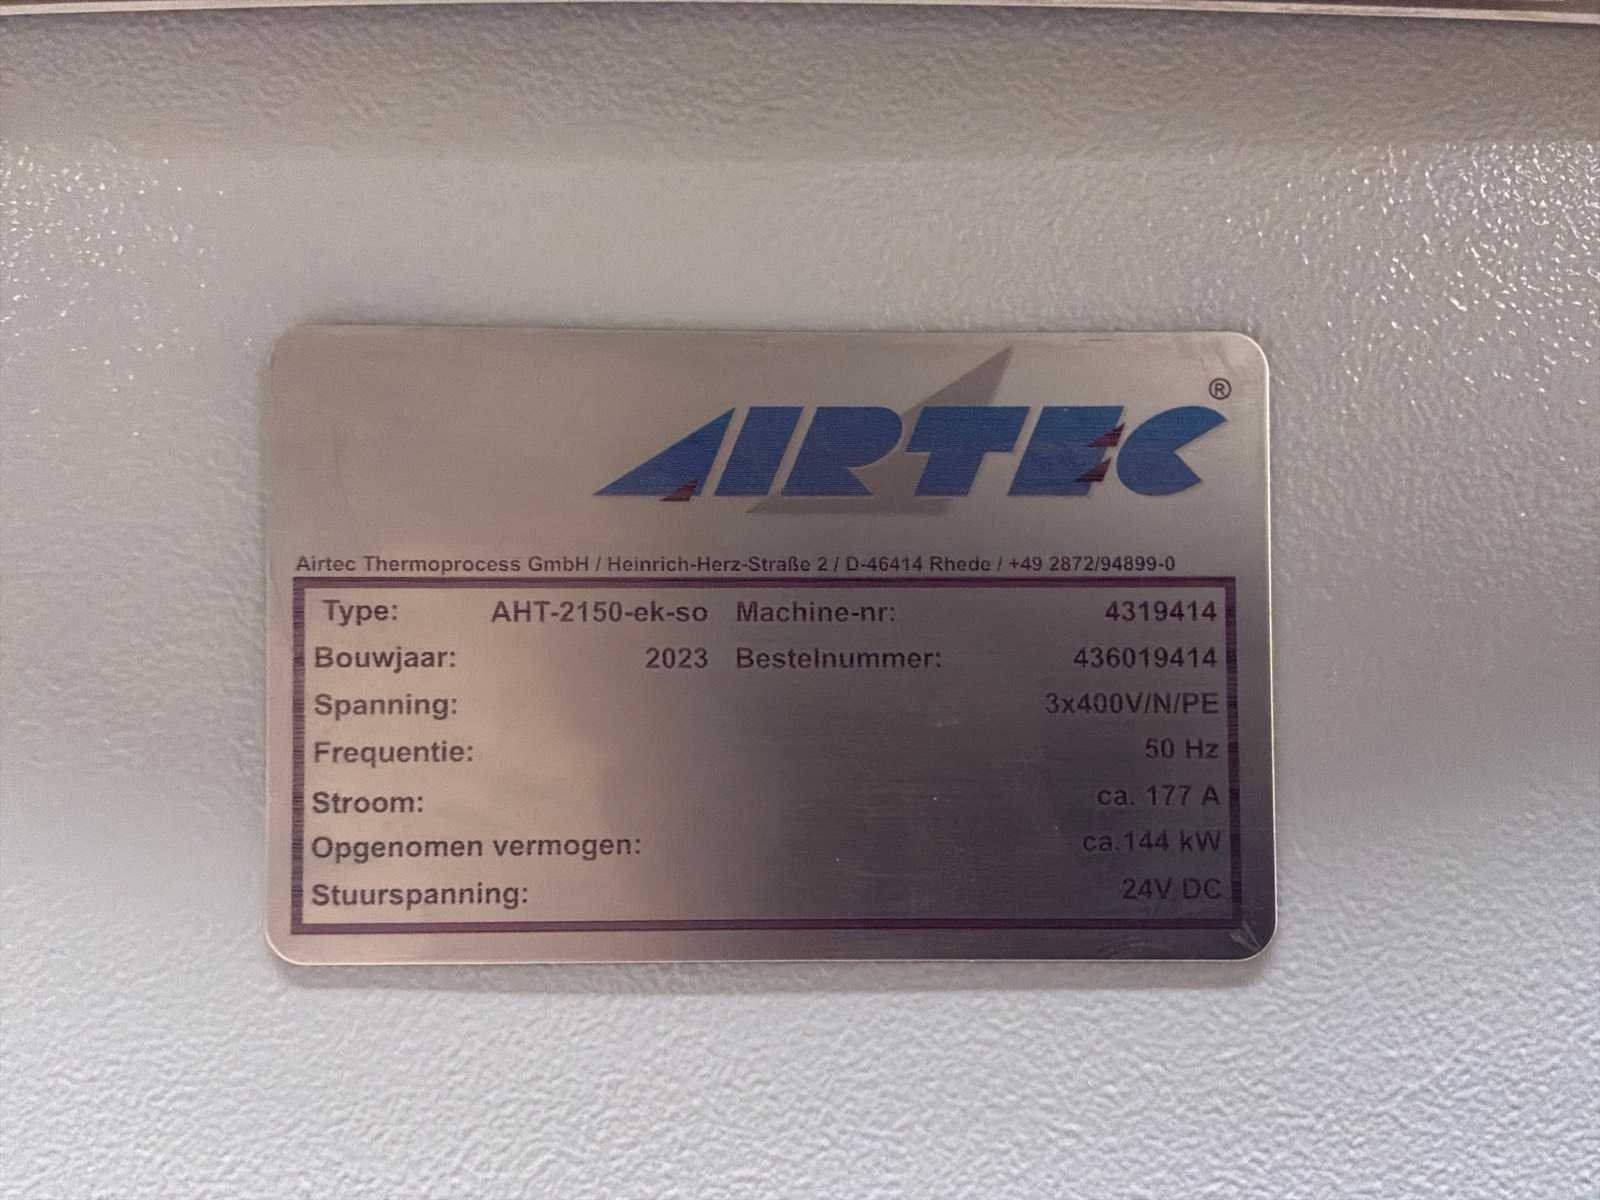 AIRTEC®
Airtec Thermoprocess GmbH / Heinrich-Herz-Straße 2 / D-46414 Rhede / +49 2872/94899-0
Type: AHT-2150-ek-so Machine-nr: 4319414
Bouwjaar: 2023 Bestelnummer: 436019414
Spanning: 3x400V/N/PE
Frequentie: 50 Hz
Stroom: ca. 177 A
Opgenomen vermogen: ca.144 kW
Stuurspanning: 24V DC